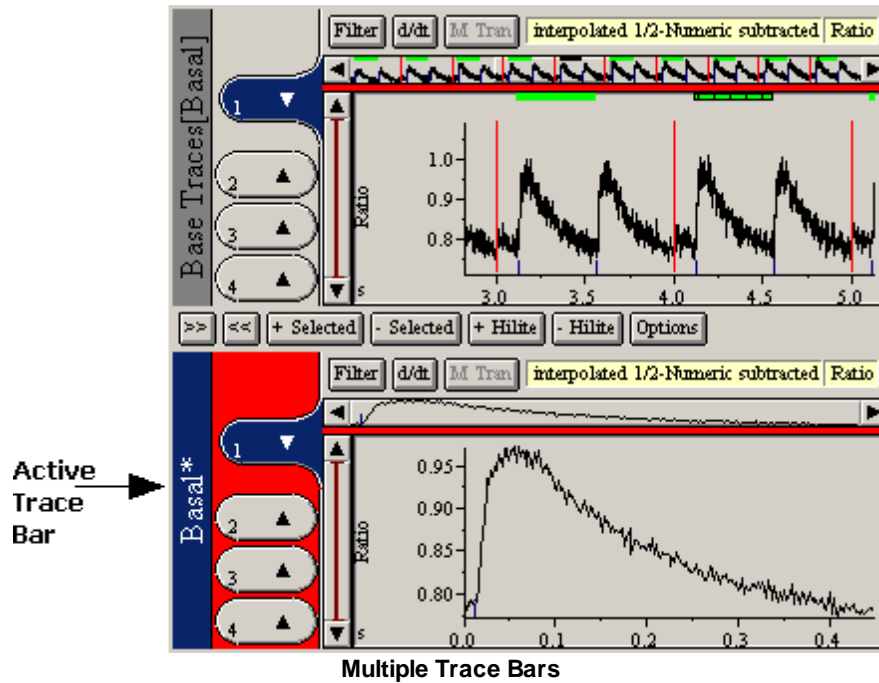 Filter d/dt M Tran interpolated 1/2-Numeric subtracted Ratio
Base Traces[Basal]
1
2
3
4
Ratio
s
1.0
0.9
0.8
3.0 3.5 4.0 4.5 5.0
>> << + Selected - Selected + Hilite - Hilite Options
Filter d/dt M Tran interpolated 1/2-Numeric subtracted Ratio
Active
Trace
Bar
Basal*
1
2
3
4
Ratio
s
0.95
0.90
0.85
0.80
0.0 0.1 0.2 0.3 0.4
Multiple Trace Bars